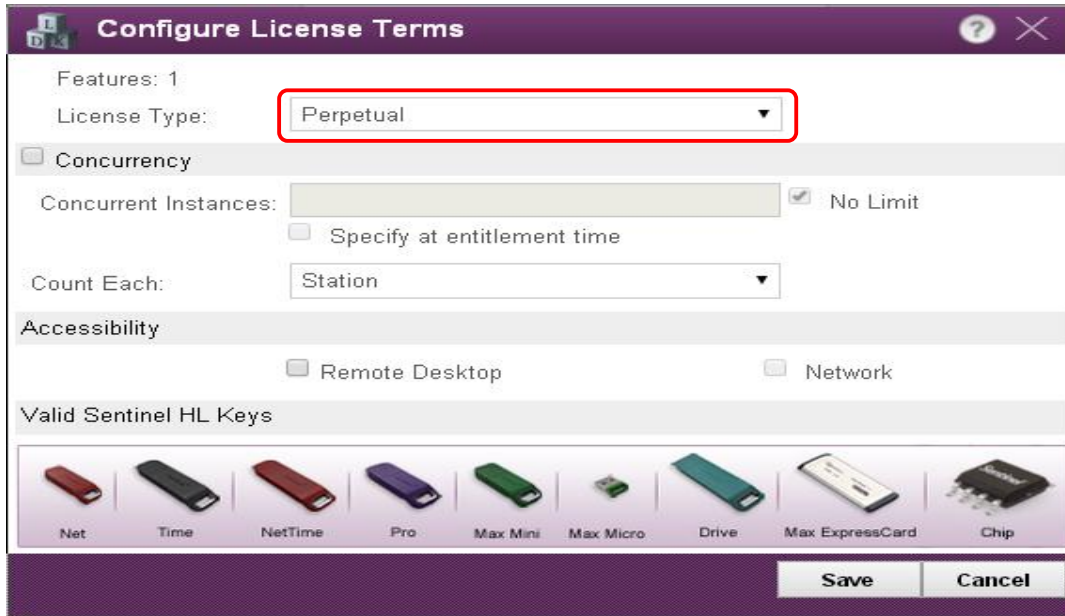 LDK Configure License Terms ?
Features: 1
License Type: Perpetual
Concurrency
Concurrent Instances: No Limit
Specify at entitlement time
Count Each: Station
Accessibility
Remote Desktop Network
Valid Sentinel HL Keys
Sentinel
Net Time NetTime Pro Max Mini Max Micro Drive Max ExpressCard Chip
Save Cancel